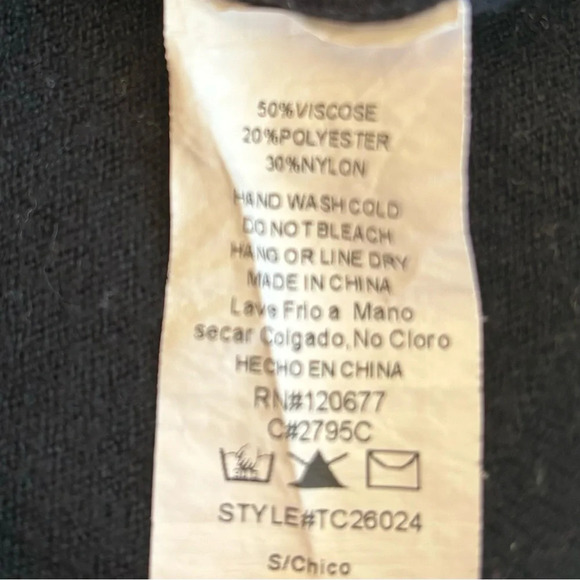 50%VISCOSE
20%POLYESTER
30%NYLON
HAND WASH COLD
DO NOT BLEACH
HANG OR LINE DRY
MADE IN CHINA
Lave Frio a Mano
secar Colgado,No Cloro
HECHO EN CHINA
RN#120677
C#2795C
STYLE#TC26024
S/Chico